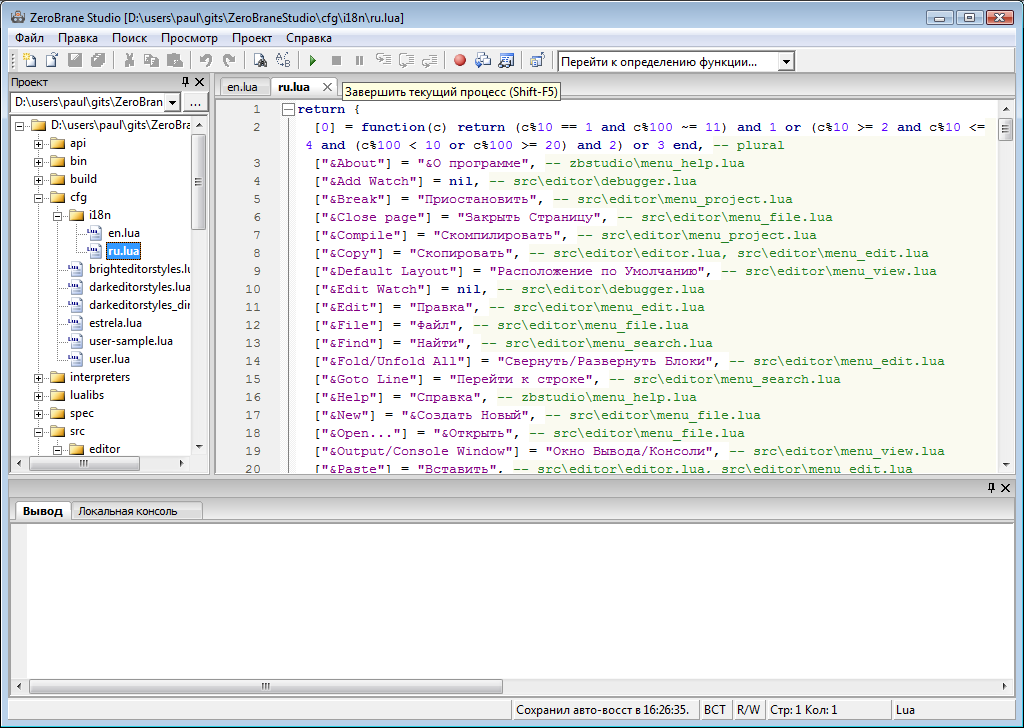 ZeroBrane Studio [D:\users\paul\gits\ZeroBraneStudio\cfg\i18n\ru.lua]
Файл Правка Поиск Просмотр Проект Справка
Перейти к определению функции...
Проект
D:\users\paul\gits\ZeroBran
...
D:\users\paul\gits\ZeroBra
api
bin
build
cfg
i18n
en.lua
ru.lua
brighteditorstyles.lu
darkeditorstyles.lua
darkeditorstyles_dir
estrela.lua
user-sample.lua
user.lua
interpreters
lualibs
spec
src
editor
en.lua ru.lua
Завершить текущий процесс (Shift-F5)
1 return {
2 [0] = function(c) return (c%10 == 1 and c%100 ~= 11) and 1 or (c%10 >= 2 and c%10 <=
4 and (c%100 < 10 or c%100 >= 20) and 2) or 3 end, -- plural
3 ["&About"] = "&О программе", -- zbstudio\menu_help.lua
4 ["&Add Watch"] = nil, -- src\editor\debugger.lua
5 ["&Break"] = "Приостановить", -- src\editor\menu_project.lua
6 ["&Close page"] = "Закрыть Страницу", -- src\editor\menu_file.lua
7 ["&Compile"] = "Скомпилировать", -- src\editor\menu_project.lua
8 ["&Copy"] = "Скопировать", -- src\editor\editor.lua, src\editor\menu_edit.lua
9 ["&Default Layout"] = "Расположение по Умолчанию", -- src\editor\menu_view.lua
10 ["&Edit Watch"] = nil, -- src\editor\debugger.lua
11 ["&Edit"] = "Правка", -- src\editor\menu_edit.lua
12 ["&File"] = "Файл", -- src\editor\menu_file.lua
13 ["&Find"] = "Найти", -- src\editor\menu_search.lua
14 ["&Fold/Unfold All"] = "Свернуть/Развернуть Блоки", -- src\editor\menu_edit.lua
15 ["&Goto Line"] = "Перейти к строке", -- src\editor\menu_search.lua
16 ["&Help"] = "Справка", -- zbstudio\menu_help.lua
17 ["&New"] = "&Создать Новый", -- src\editor\menu_file.lua
18 ["&Open..."] = "&Открыть", -- src\editor\menu_file.lua
19 ["&Output/Console Window"] = "Окно Вывода/Консоли", -- src\editor\menu_view.lua
20 ["&Paste"] = "Вставить", -- src\editor\editor.lua, src\editor\menu_edit.lua
Вывод Локальная консоль
Сохранил авто-восст в 16:26:35. ВСТ R/W Стр: 1 Кол: 1 Lua